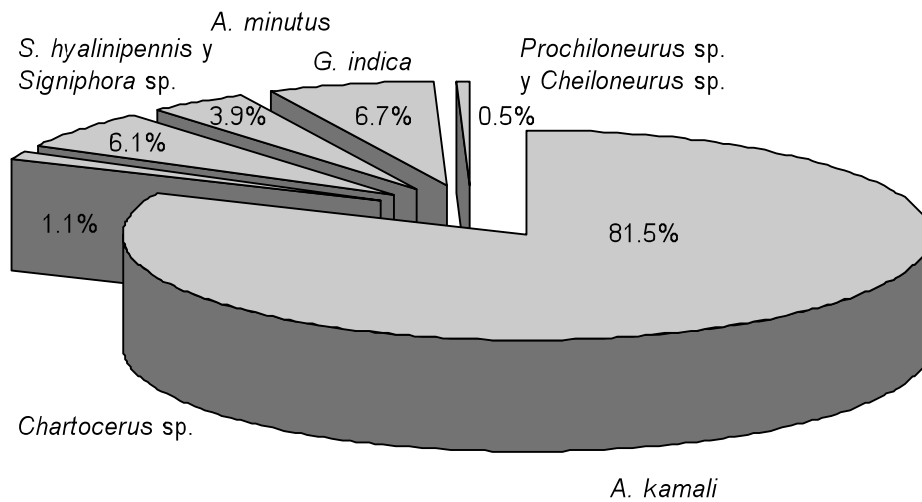 A. minutus
S. hyalinipennis y
Signiphora sp.
G. indica
Prochiloneurus sp.
y Cheiloneurus sp.
3.9%
6.7%
0.5%
6.1%
1.1%
81.5%
Chartocerus sp.
A. kamali